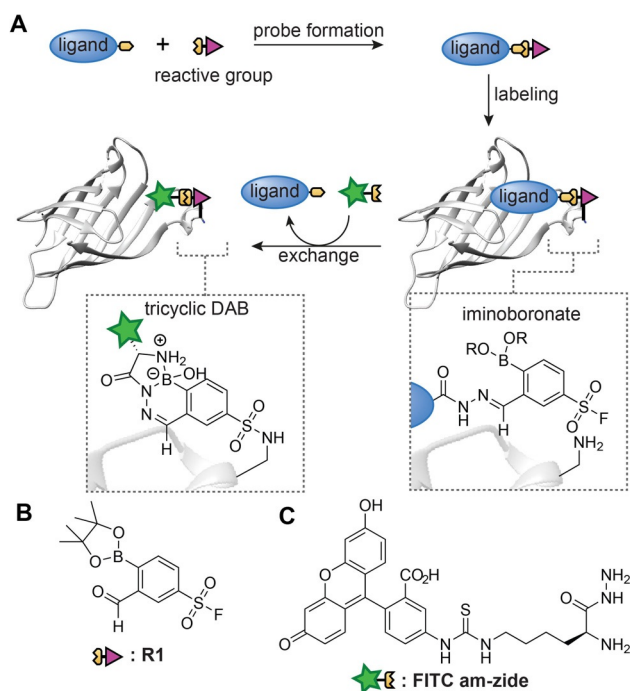 A
ligand + probe formation ligand
reactive group
labeling
ligand
ligand
exchange
tricyclic DAB
iminoboronate
⊕
NH2
⊖
O
B
OH
N
N
H
O
S
O
NH
RO
OR
B
O
N
H
N
H
O
S
O
F
NH2
B
O
O
B
O
H
O
S
O
F
: R1
C
OH
O
O
CO2H
S
N
H
N
H
O
NH2
NH
NH2
: FITC am-zide